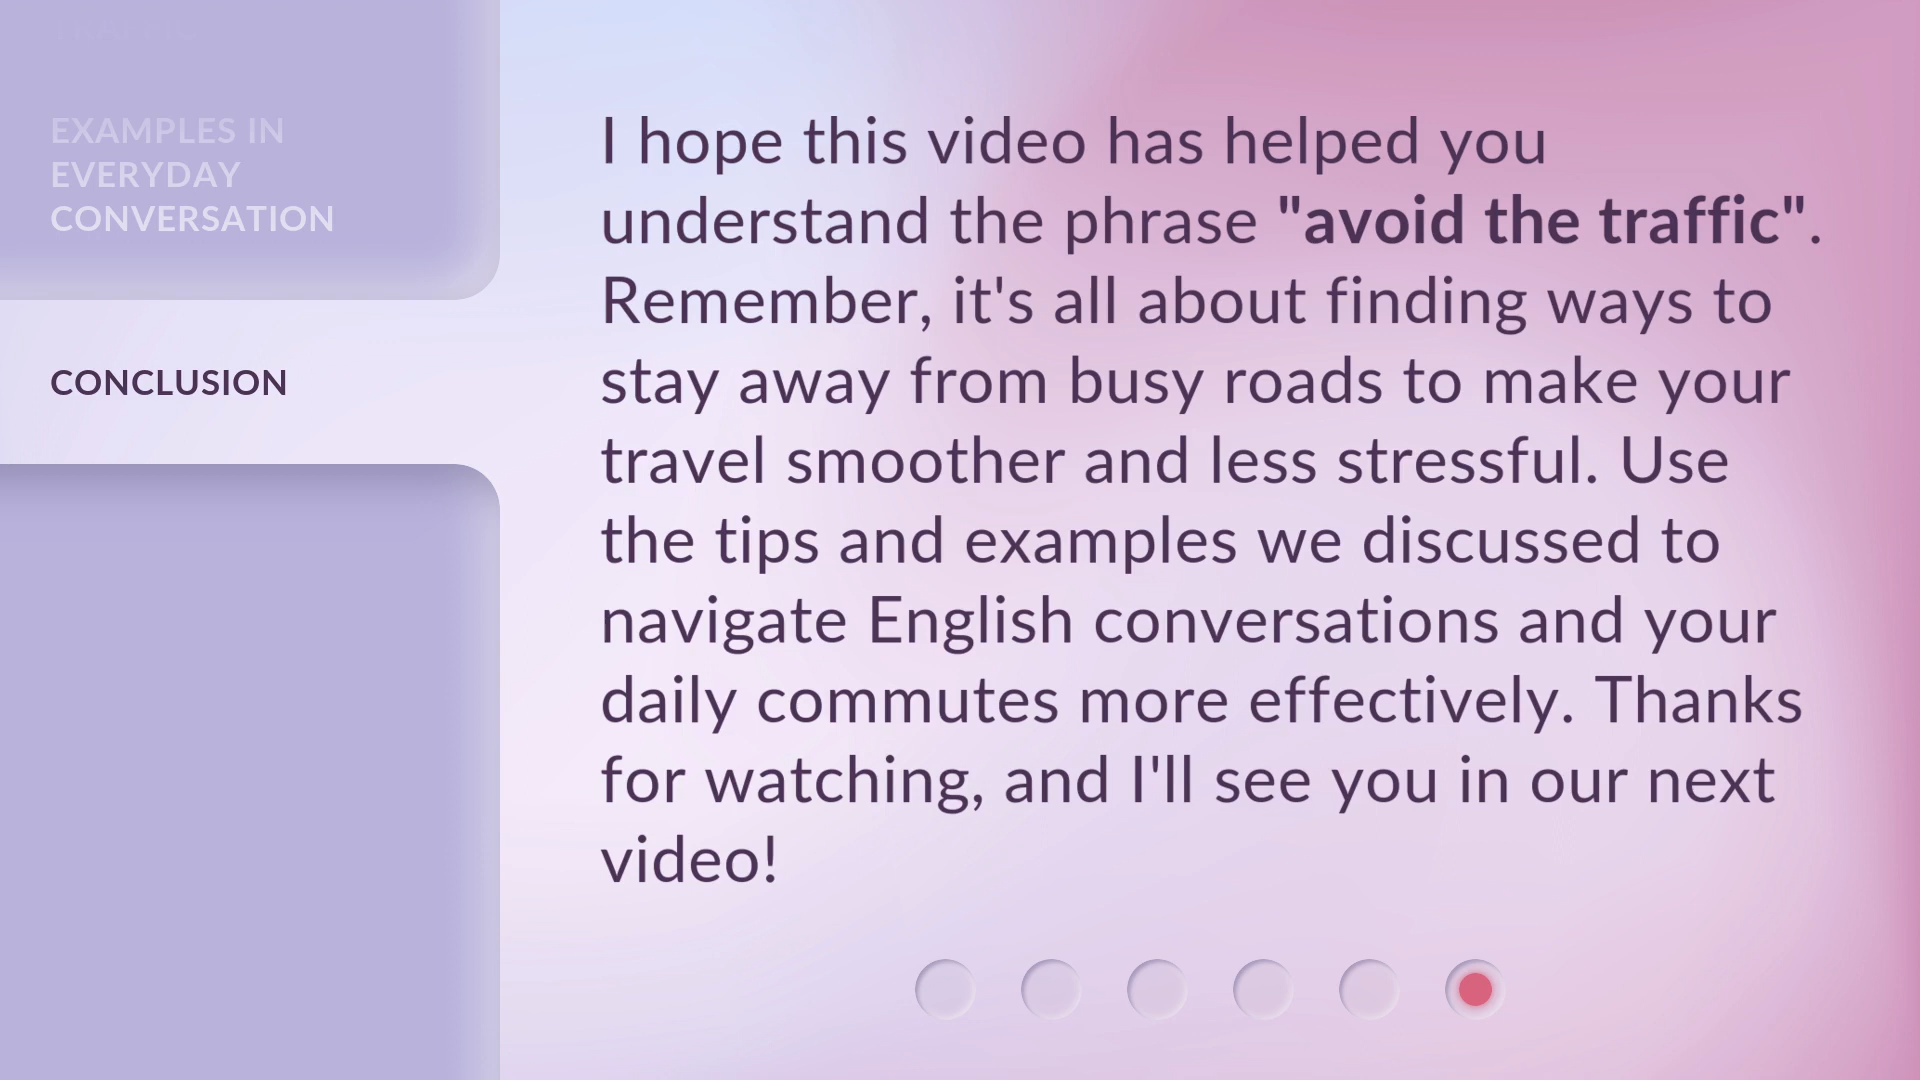 TRAFFIC
EXAMPLES IN
EVERYDAY
CONVERSATION
CONCLUSION
I hope this video has helped you
understand the phrase "avoid the traffic".
Remember, it's all about finding ways to
stay away from busy roads to make your
travel smoother and less stressful. Use
the tips and examples we discussed to
navigate English conversations and your
daily commutes more effectively. Thanks
for watching, and I'll see you in our next
video!